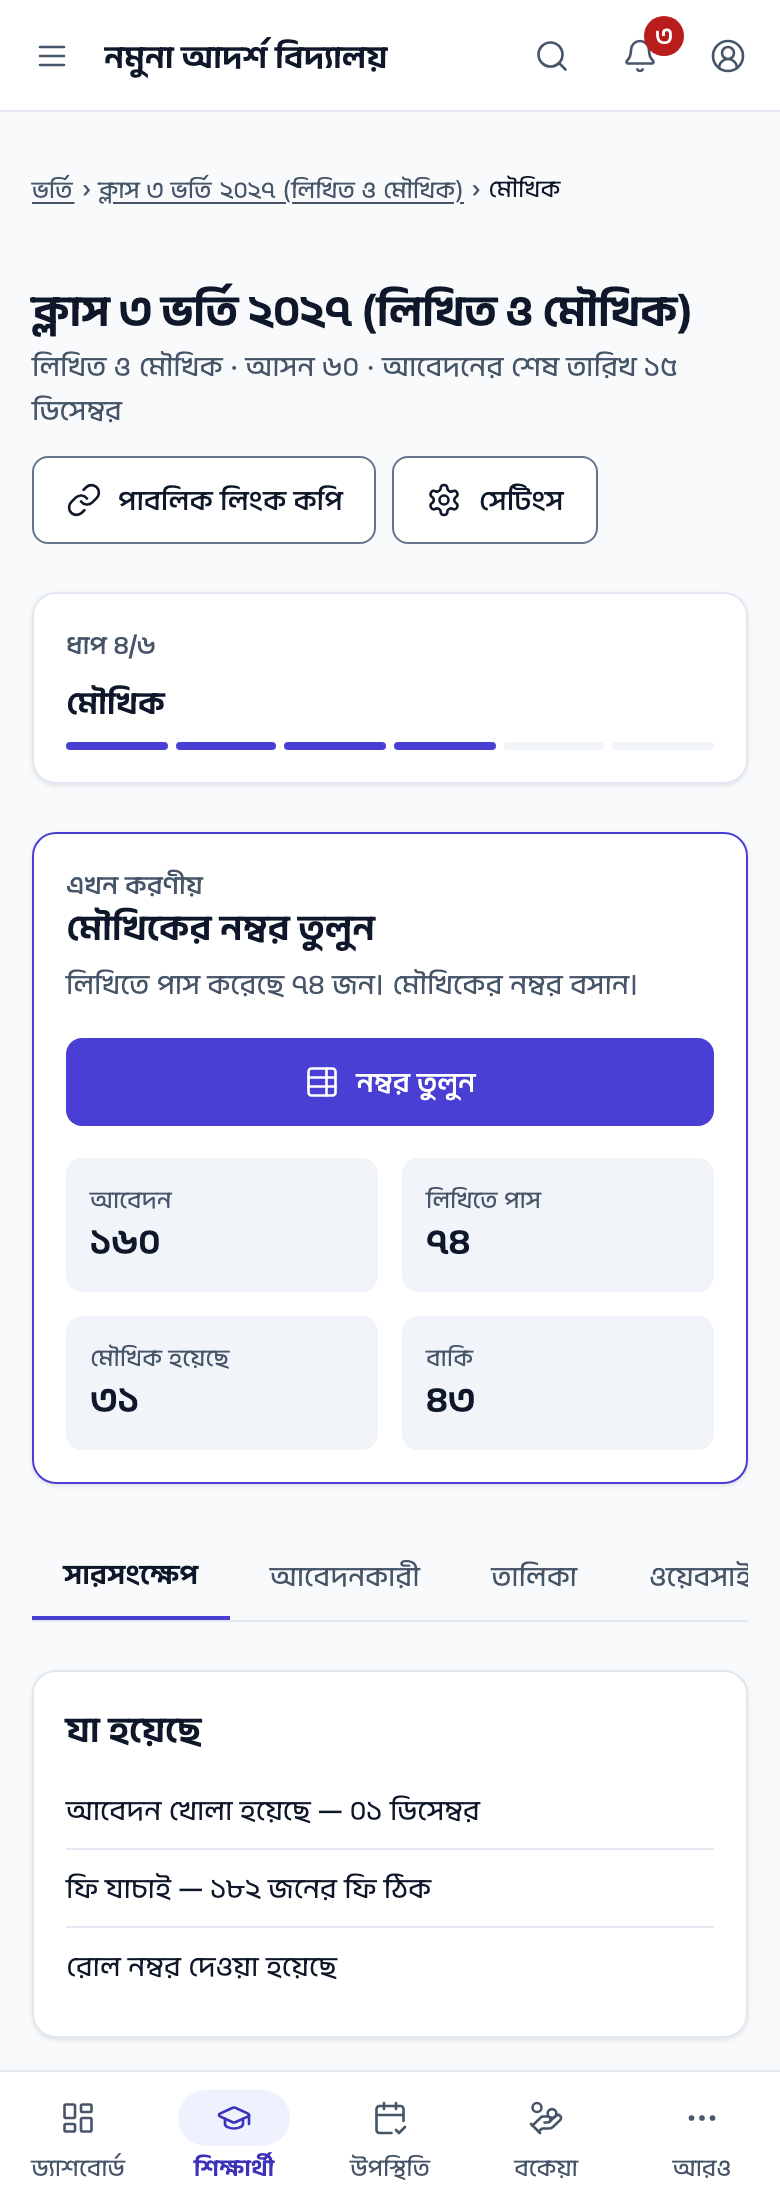 নমুনা আদর্শ বিদ্যালয়
৩
ভর্তি › ক্লাস ৩ ভর্তি ২০২৭ (লিখিত ও মৌখিক) › মৌখিক
ক্লাস ৩ ভর্তি ২০২৭ (লিখিত ও মৌখিক)
লিখিত ও মৌখিক · আসন ৬০ · আবেদনের শেষ তারিখ ১৫
ডিসেম্বর
পাবলিক লিংক কপি
সেটিংস
ধাপ ৪/৬
মৌখিক
এখন করণীয়
মৌখিকের নম্বর তুলুন
লিখিতে পাস করেছে ৭৪ জন। মৌখিকের নম্বর বসান।
নম্বর তুলুন
আবেদন
১৬০
লিখিতে পাস
৭৪
মৌখিক হয়েছে
৩১
বাকি
৪৩
সারসংক্ষেপ আবেদনকারী তালিকা ওয়েবসাই
যা হয়েছে
আবেদন খোলা হয়েছে — ০১ ডিসেম্বর
ফি যাচাই — ১৮২ জনের ফি ঠিক
রোল নম্বর দেওয়া হয়েছে
ড্যাশবোর্ড শিক্ষার্থী উপস্থিতি বকেয়া আরও